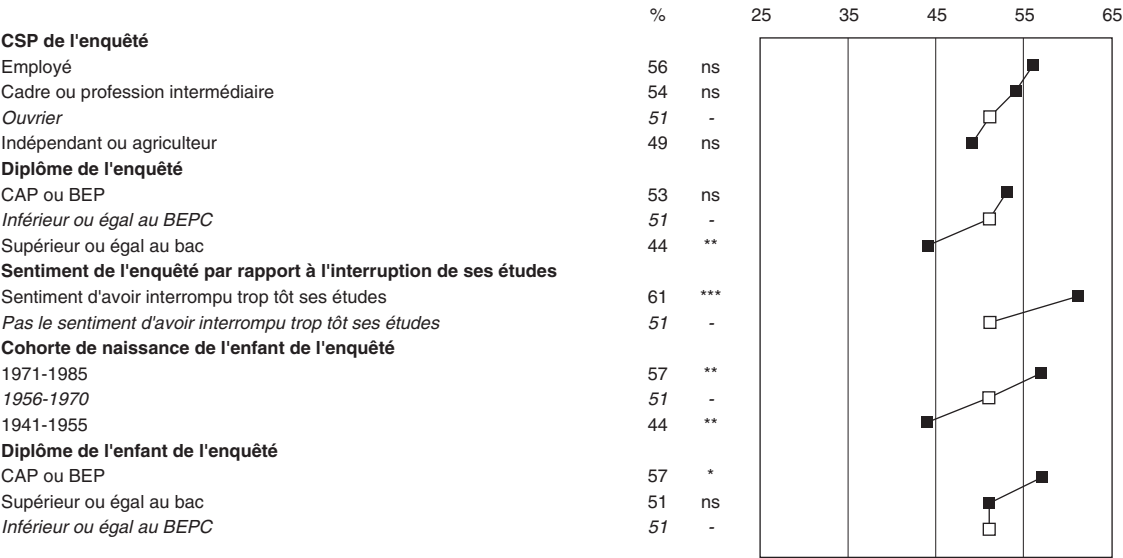 % 25 35 45 55 65
CSP de l'enquêté
Employé 56 ns
Cadre ou profession intermédiaire 54 ns
Ouvrier 51 -
Indépendant ou agriculteur 49 ns
Diplôme de l'enquêté
CAP ou BEP 53 ns
Inférieur ou égal au BEPC 51 -
Supérieur ou égal au bac 44 **
Sentiment de l'enquêté par rapport à l'interruption de ses études
Sentiment d'avoir interrompu trop tôt ses études 61 ***
Pas le sentiment d'avoir interrompu trop tôt ses études 51 -
Cohorte de naissance de l'enfant de l'enquêté
1971-1985 57 **
1956-1970 51 -
1941-1955 44 **
Diplôme de l'enfant de l'enquêté
CAP ou BEP 57 *
Supérieur ou égal au bac 51 ns
Inférieur ou égal au BEPC 51 -